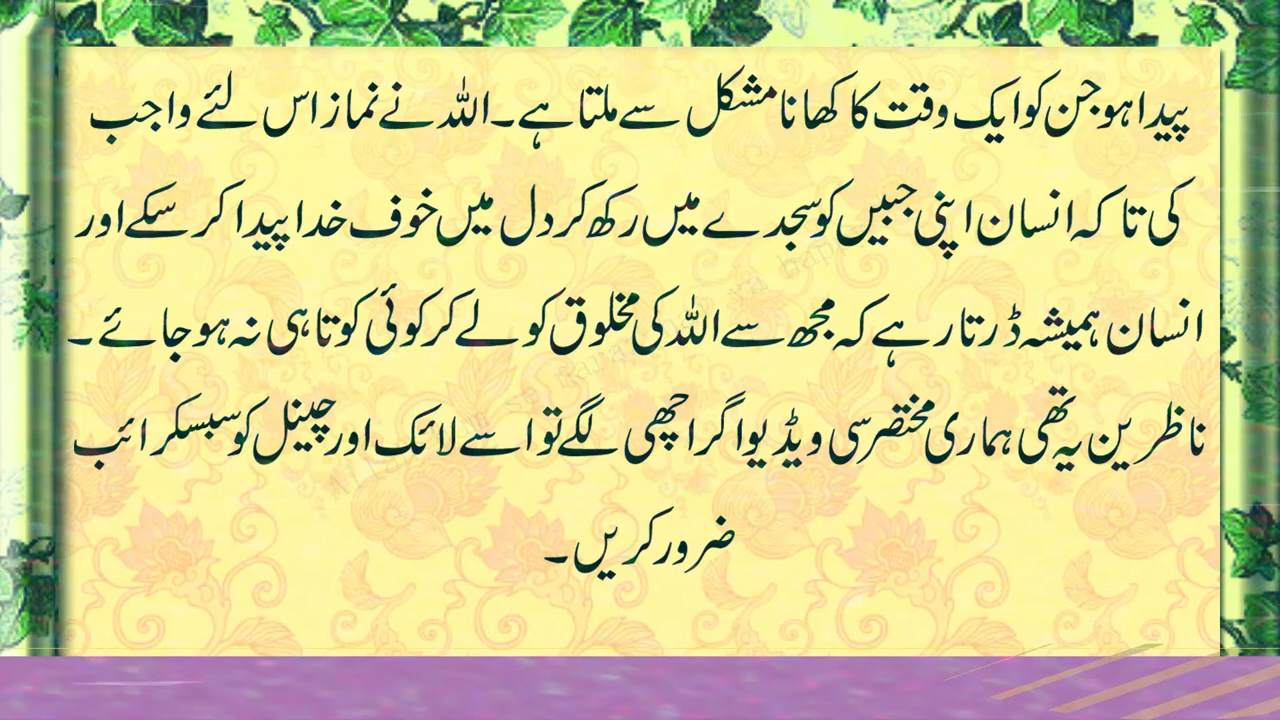 پیدا ہو جن کو ایک وقت کا کھانا مشکل سے ملتا ہے۔ اللہ نے نماز اس لئے واجب
کی تا کہ انسان اپنی جبیں کو سجدے میں رکھ کر دل میں خوف خدا پیدا کر سکے اور
انسان ہمیشہ ڈرتا رہے کہ مجھ سے اللہ کی مخلوق کو لے کر کوئی کوتاہی نہ ہو جائے۔
ناظرین یہ تھی ہماری مختصر سی ویڈیو اگر اچھی لگے تو اسے لائک اور چینل کو سبسکرائب
ضرور کریں۔